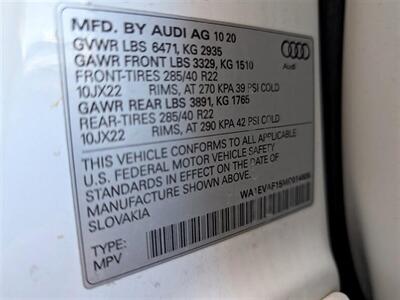 MFD. BY AUDI AG 10 20
GVWR LBS 6471, KG 2935
GAWR FRONT LBS 3329, KG 1510
FRONT-TIRES 285/40 R22
10JX22 RIMS, AT 270 KPA 39 PSI COLD
GAWR REAR LBS 3891, KG 1765
REAR-TIRES 285/40 R22
10JX22 RIMS, AT 290 KPA 42 PSI COLD
Audi
THIS VEHICLE CONFORMS TO ALL APPLICABLE
U.S. FEDERAL MOTOR VEHICLE SAFETY
STANDARDS IN EFFECT ON THE DATE OF
MANUFACTURE SHOWN ABOVE.
SLOVAKIA
TYPE:
MPV